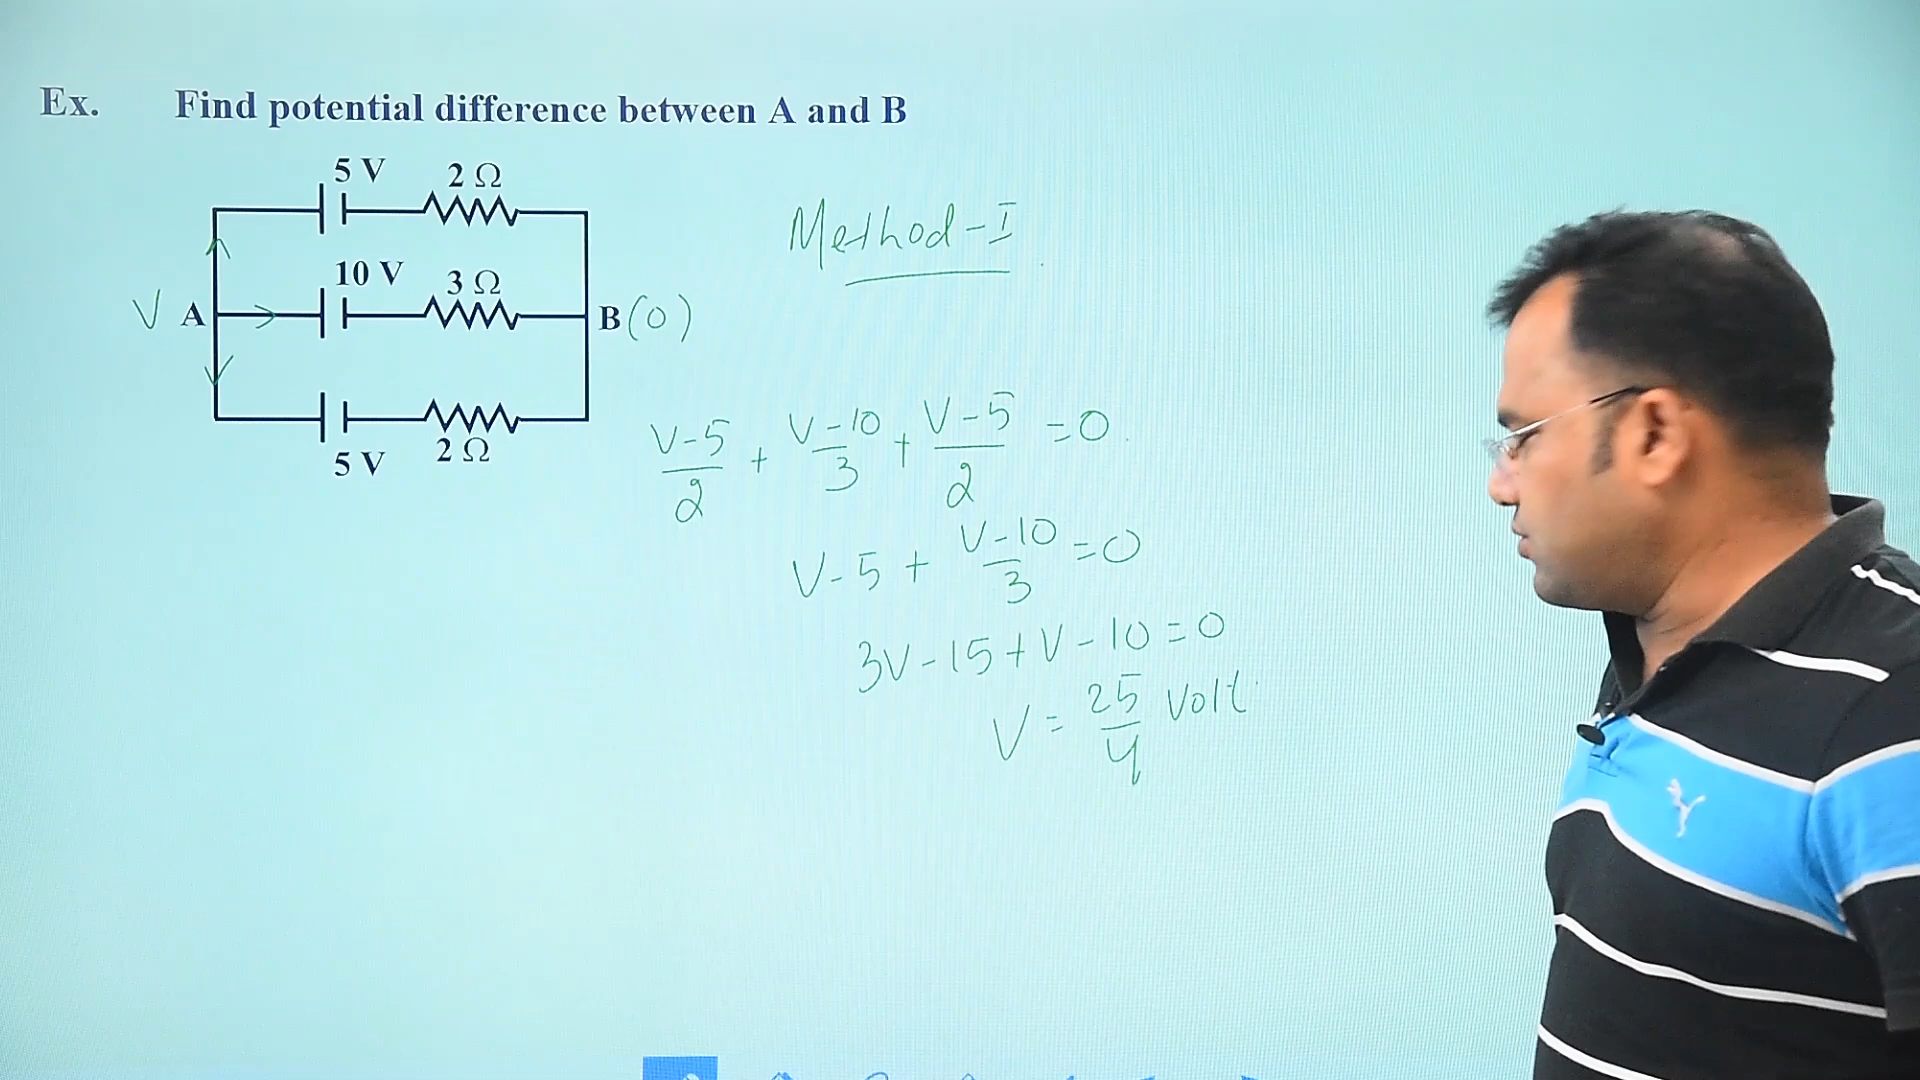 Ex. Find potential difference between A and B
5 V 2 Ω
10 V 3 Ω
V A B (0)
5 V 2 Ω
Method-I
V-5/2 + V-10/3 + V-5/2 =0
V-5 + V-10/3 =0
3V-15+V-10=0
V = 25/4 Volt